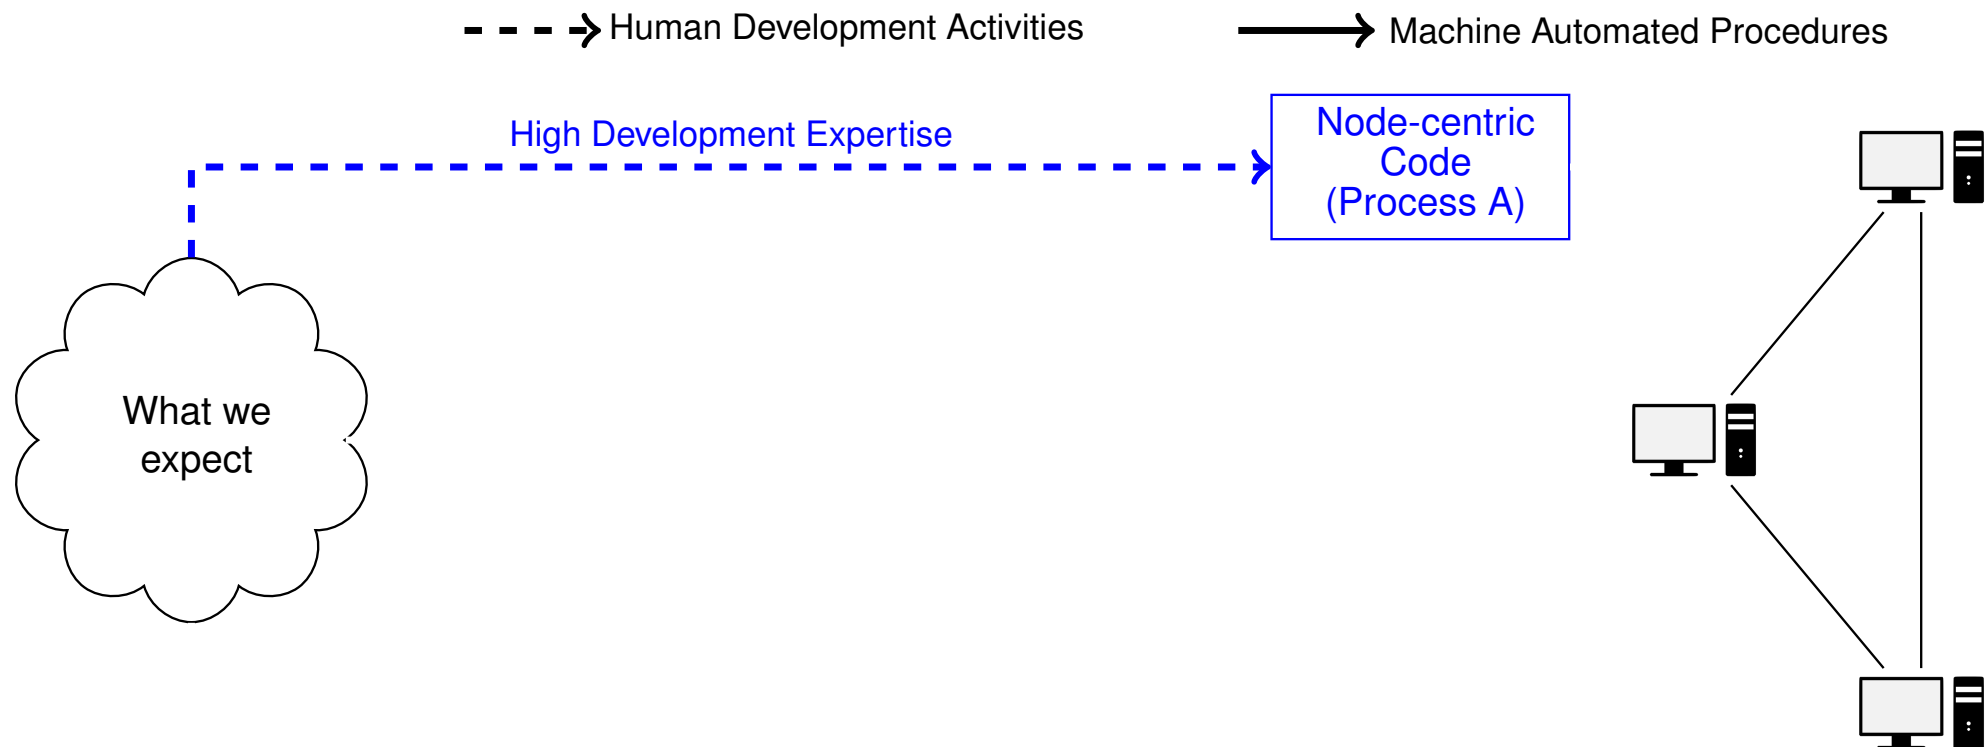 Human Development Activities
Machine Automated Procedures
High Development Expertise
Node-centric
Code
(Process A)
What we
expect